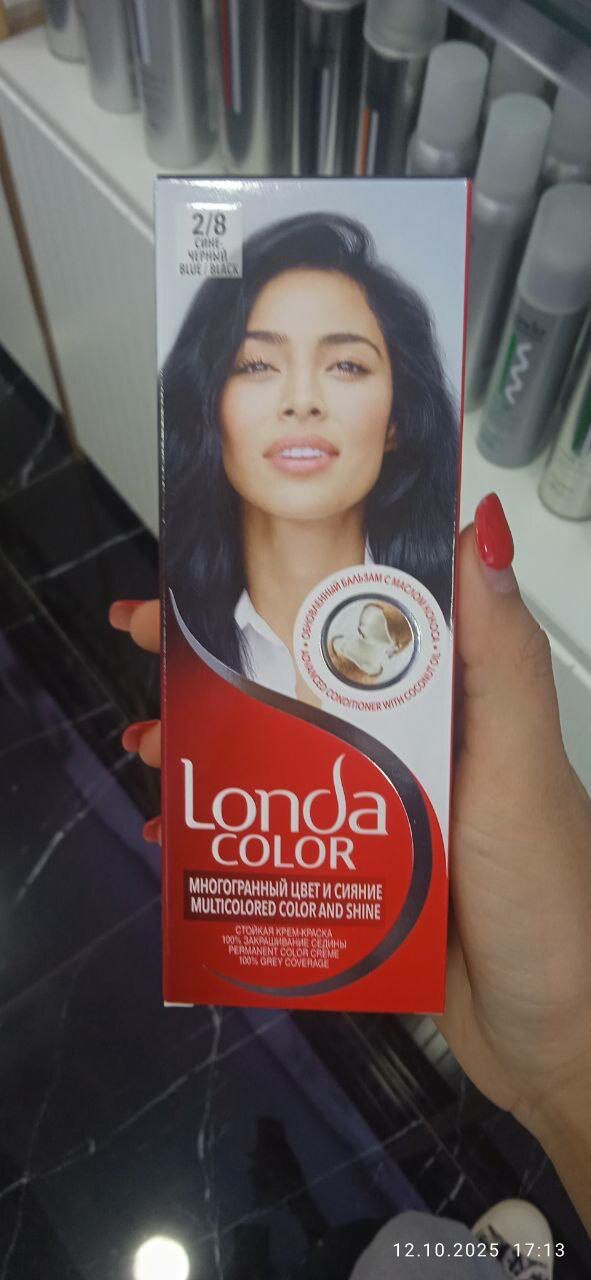 2/8
СИНЕ-
ЧЕРНЫЙ
BLUE / BLACK
• ОБНОВЛЕННЫЙ БАЛЬЗАМ С МАСЛОМ КОКОСА •
ADVANCED CONDITIONER WITH COCONUT OIL
Londa
COLOR
МНОГОГРАННЫЙ ЦВЕТ И СИЯНИЕ
MULTICOLORED COLOR AND SHINE
СТОЙКАЯ КРЕМ-КРАСКА
100% ЗАКРАШИВАНИЕ СЕДИНЫ
PERMANENT COLOR CREME
100% GREY COVERAGE
12.10.2025 17:13